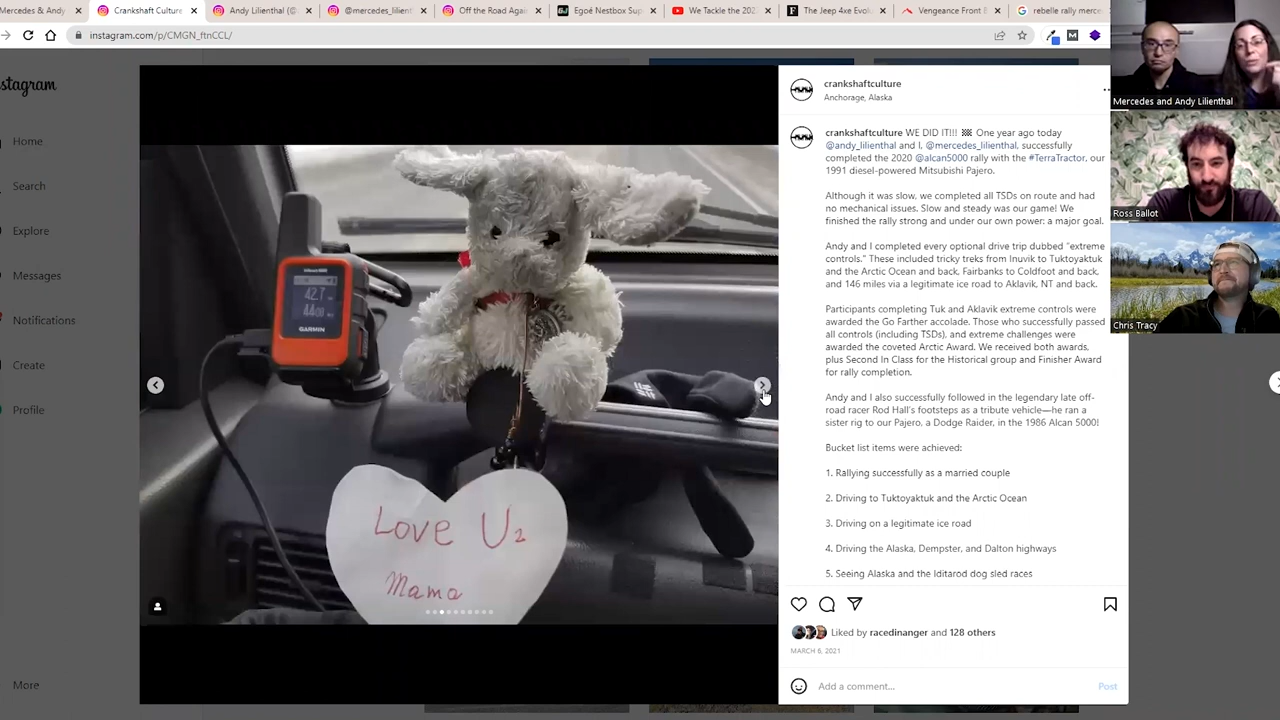 Mercedes & Andy
Crankshaft Culture
Andy Lilienthal (@
@mercedes_lilient
Off the Road Again
Egoé Nestbox Sup
We Tackle the 202
The Jeep 4xe Evolu
Vengeance Front B
rebelle rally merce
instagram.com/p/CMGN_ftnCCL/
stagram
Home
Search
Explore
Messages
Notifications
Create
Profile
More
42.7
GARMIN
Love U2
Mama
crankshaftculture
Anchorage, Alaska
crankshaftculture WE DID IT!!! 🏁 One year ago today
@andy_lilienthal and I, @mercedes_lilienthal, successfully
completed the 2020 @alcan5000 rally with the #TerraTractor, our
1991 diesel-powered Mitsubishi Pajero.
Although it was slow, we completed all TSDs on route and had
no mechanical issues. Slow and steady was our game! We
finished the rally strong and under our own power: a major goal.
Andy and I completed every optional drive trip dubbed "extreme
controls." These included tricky treks from Inuvik to Tuktoyaktuk
and the Arctic Ocean and back, Fairbanks to Coldfoot and back,
and 146 miles via a legitimate ice road to Aklavik, NT and back.
Participants completing Tuk and Aklavik extreme controls were
awarded the Go Farther accolade. Those who successfully passed
all controls (including TSDs), and extreme challenges were
awarded the coveted Arctic Award. We received both awards,
plus Second In Class for the Historical group and Finisher Award
for rally completion.
Andy and I also successfully followed in the legendary late off-
road racer Rod Hall's footsteps as a tribute vehicle—he ran a
sister rig to our Pajero, a Dodge Raider, in the 1986 Alcan 5000!
Bucket list items were achieved:
1. Rallying successfully as a married couple
2. Driving to Tuktoyaktuk and the Arctic Ocean
3. Driving on a legitimate ice road
4. Driving the Alaska, Dempster, and Dalton highways
5. Seeing Alaska and the Iditarod dog sled races
Liked by racedinanger and 128 others
MARCH 6, 2021
Add a comment...
Post
Mercedes and Andy Lilienthal
Ross Ballot
Chris Tracy